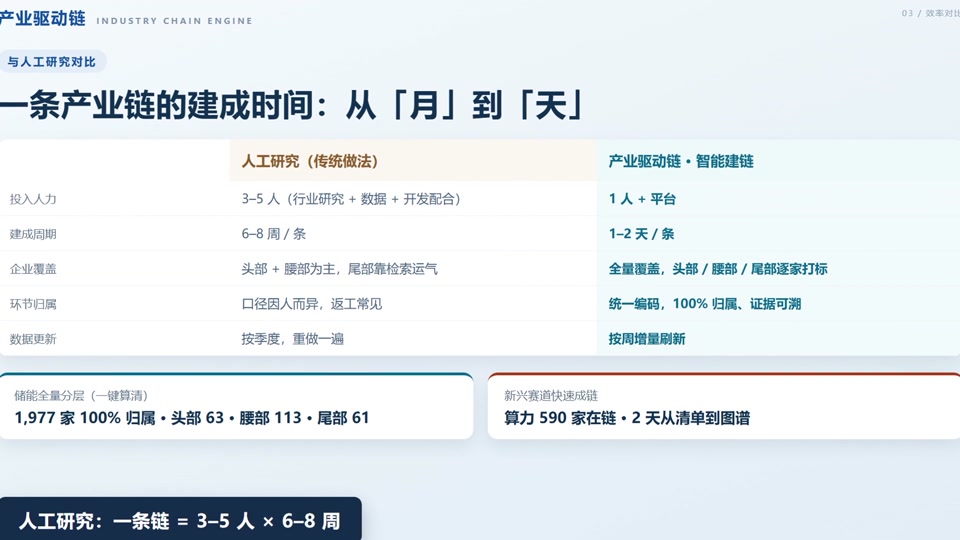 产业驱动链 INDUSTRY CHAIN ENGINE
03 / 效率对比
与人工研究对比
一条产业链的建成时间：从「月」到「天」
人工研究（传统做法） 产业驱动链·智能建链
投入人力 3–5 人（行业研究 + 数据 + 开发配合） 1 人 + 平台
建成周期 6–8 周 / 条 1–2 天 / 条
企业覆盖 头部 + 腰部为主，尾部靠检索运气 全量覆盖，头部 / 腰部 / 尾部逐家打标
环节归属 口径因人而异，返工常见 统一编码，100% 归属、证据可溯
数据更新 按季度，重做一遍 按周增量刷新
储能全量分层（一键算清）
1,977 家 100% 归属·头部 63·腰部 113·尾部 61
新兴赛道快速成链
算力 590 家在链·2 天从清单到图谱
人工研究：一条链 = 3–5 人 × 6–8 周